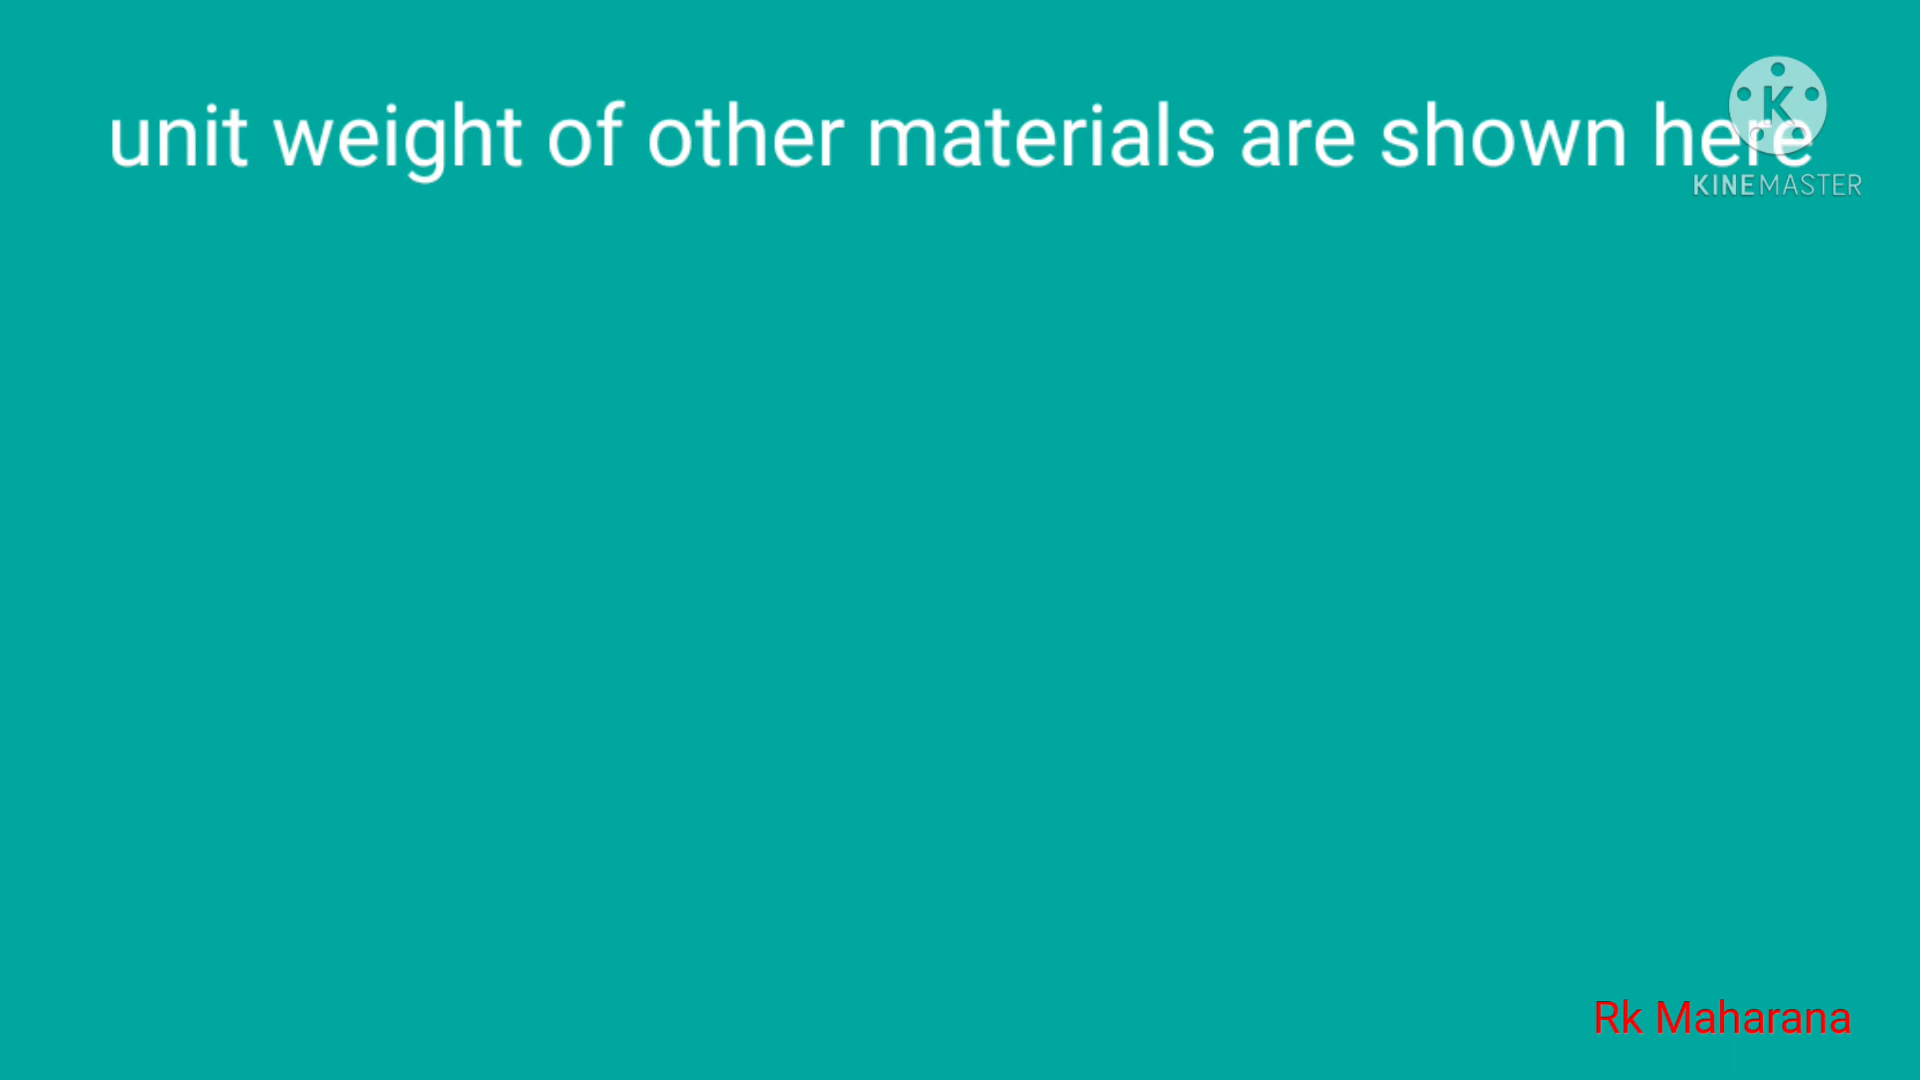 unit weight of other materials are shown here
K
KINEMASTER
Rk Maharana